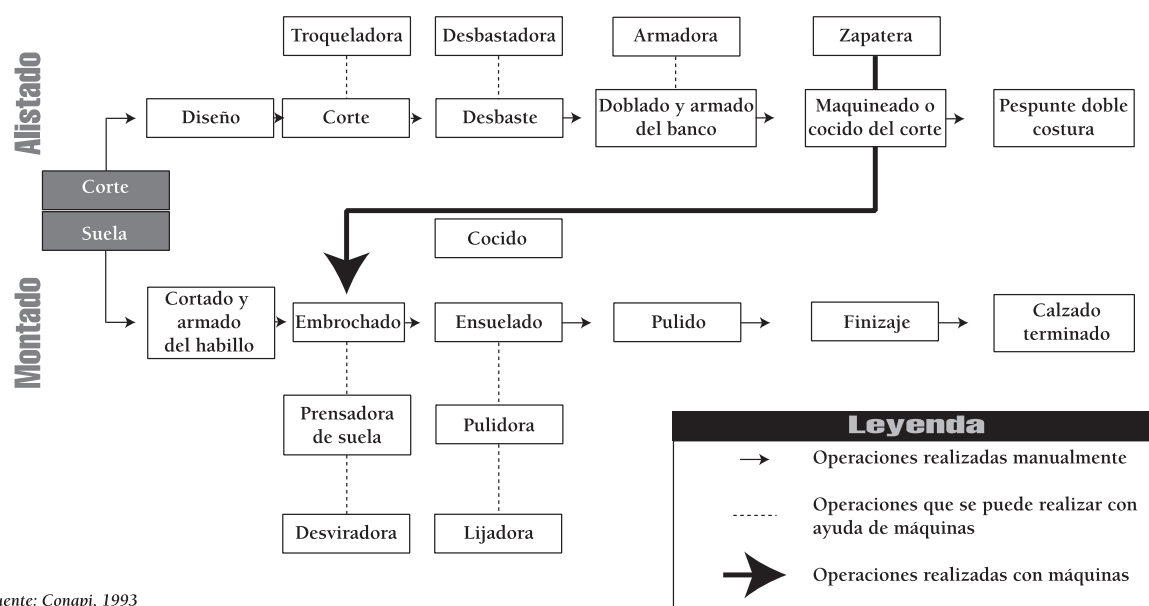 Alistado
Troqueladora
Desbastadora
Armadora
Zapatera
Diseño
Corte
Desbaste
Doblado y armado
del banco
Maquineado o
cocido del corte
Pespunte doble
costura
Corte
Suela
Montado
Cocido
Cortado y
armado
del habillo
Embrochado
Ensuelado
Pulido
Finizaje
Calzado
terminado
Prensadora
de suela
Pulidora
Desviradora
Lijadora
Leyenda
Operaciones realizadas manualmente
Operaciones que se puede realizar con
ayuda de máquinas
Operaciones realizadas con máquinas
uente: Conapi, 1993